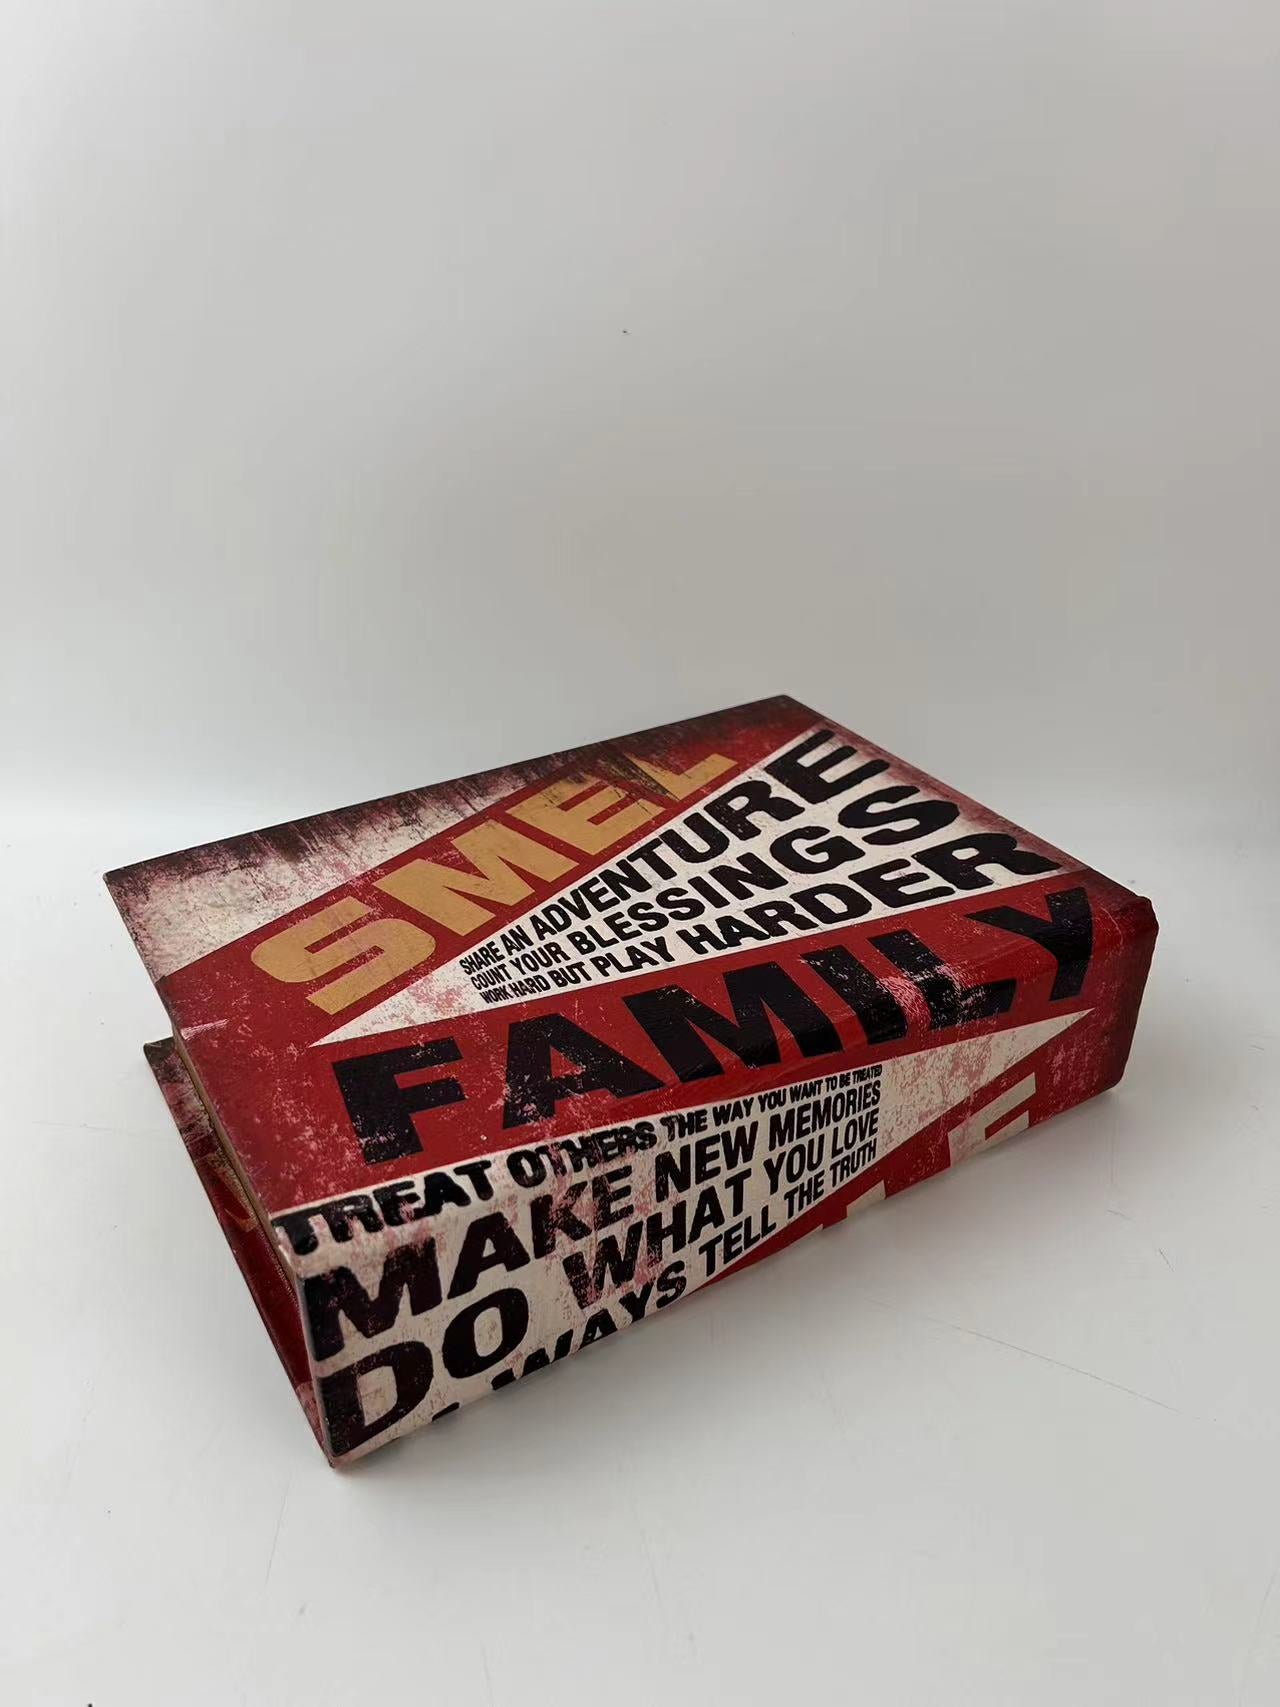 SMEL
SHARE AN ADVENTURE
COUNT YOUR BLESSINGS
WORK HARD BUT PLAY HARDER
FAMILY
TREAT OTHERS THE WAY YOU WANT TO BE TREATED
MAKE NEW MEMORIES
DO WHAT YOU LOVE
WAYS TELL THE TRUTH